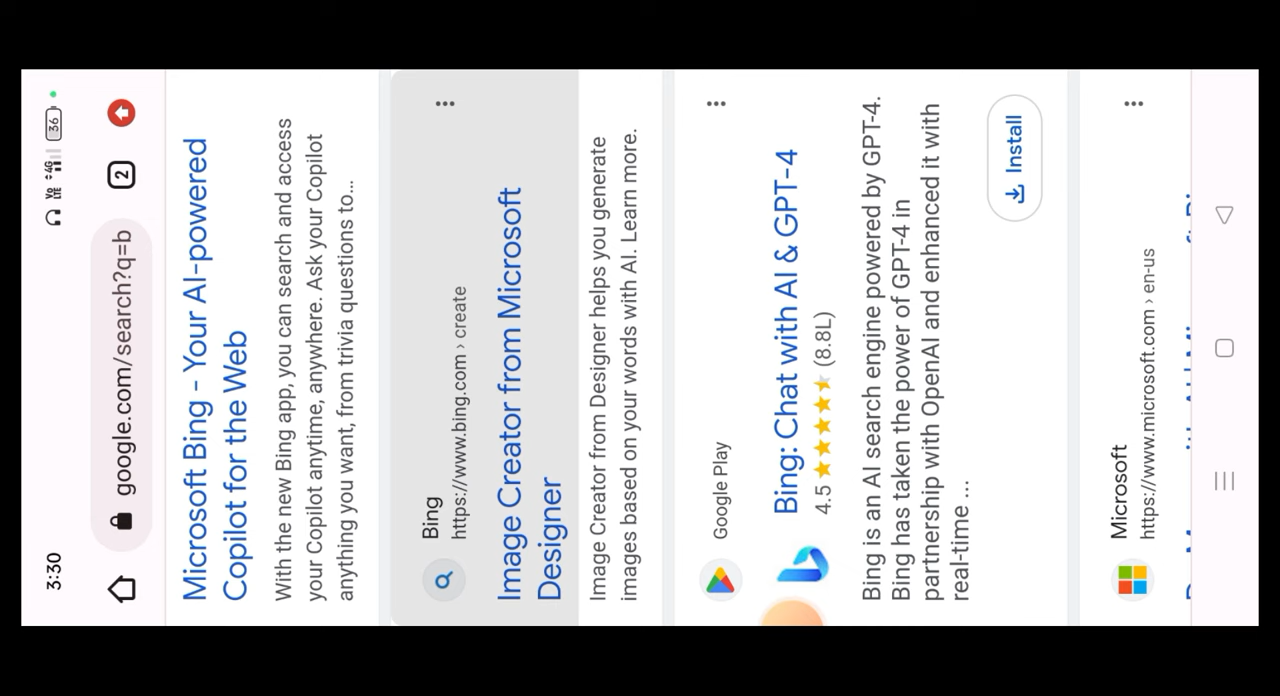 3:30
Vo LTE 4G 36
google.com/search?q=b
2
Microsoft Bing - Your AI-powered
Copilot for the Web
With the new Bing app, you can search and access
your Copilot anytime, anywhere. Ask your Copilot
anything you want, from trivia questions to...
Bing
https://www.bing.com › create
Image Creator from Microsoft
Designer
Image Creator from Designer helps you generate
images based on your words with AI. Learn more.
Google Play
Bing: Chat with AI & GPT-4
4.5 ★★★★★ (8.8L)
Bing is an AI search engine powered by GPT-4.
Bing has taken the power of GPT-4 in
partnership with OpenAI and enhanced it with
real-time ...
Install
Microsoft
https://www.microsoft.com › en-us